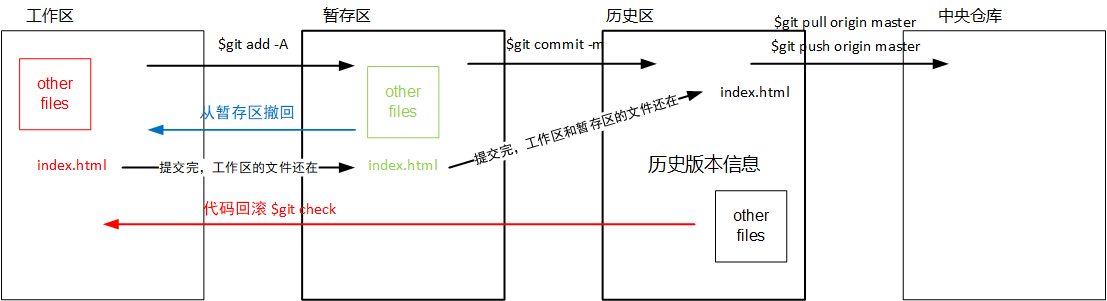 工作区
暂存区
历史区
中央仓库
$git pull origin master
$git add -A
$git commit -m
$git push origin master
other
files
other
files
index.html
从暂存区撤回
提交完，工作区和暂存区的文件还在
index.html
提交完，工作区的文件还在
index.html
历史版本信息
代码回滚 $git check
other
files